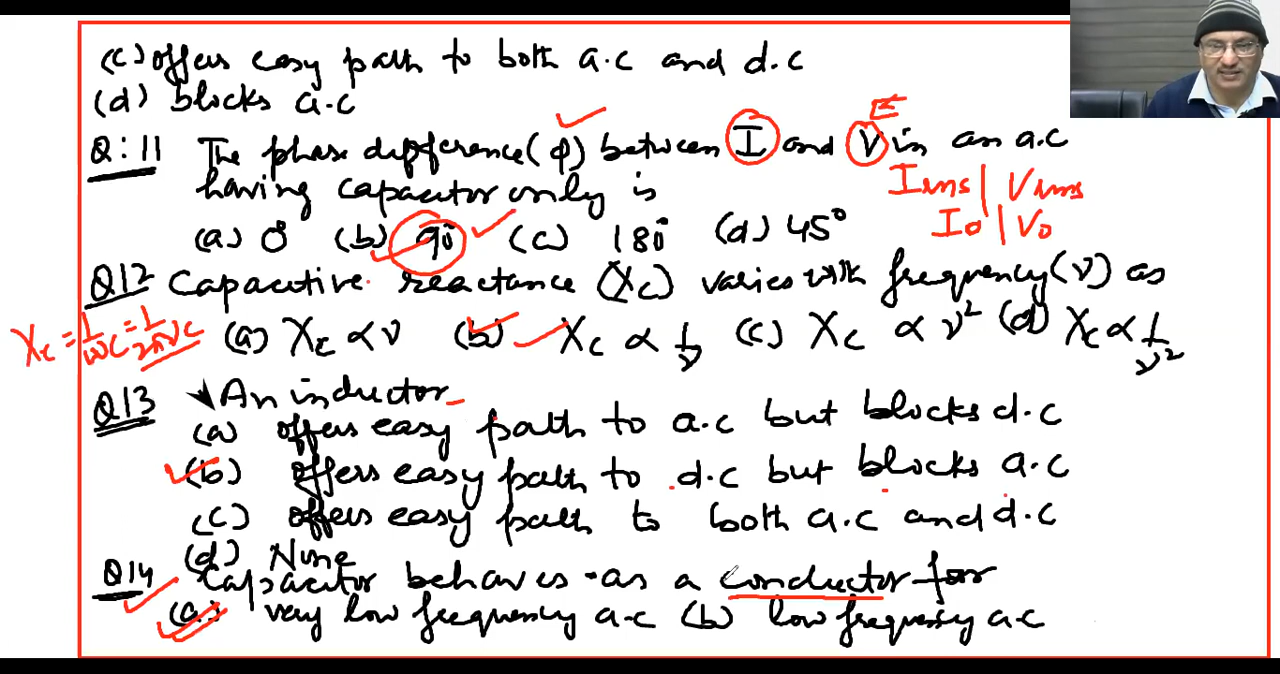 (c) offers easy path to both a.c and d.c
(d) blocks a.c
E
Q:11 The phase difference(φ) between I and V in an a.c
having capacitor only is
Irms | Vrms
I0 | V0
(a) 0° (b) 90° (c) 180° (d) 45°
Q12 Capacitive reactance (Xc) varies with frequency(ν) as
Xc = 1/ωC = 1/2πνC (a) Xc ∝ ν (b) Xc ∝ 1/ν (c) Xc ∝ ν² (d) Xc ∝ 1/ν²
Q13 An inductor
(a) offers easy path to a.c but blocks d.c
(b) offers easy path to d.c but blocks a.c
(c) offers easy path to both a.c and d.c
(d) None
Q14 Capacitor behaves as a conductor for
(a) very low frequency a.c (b) low frequency a.c